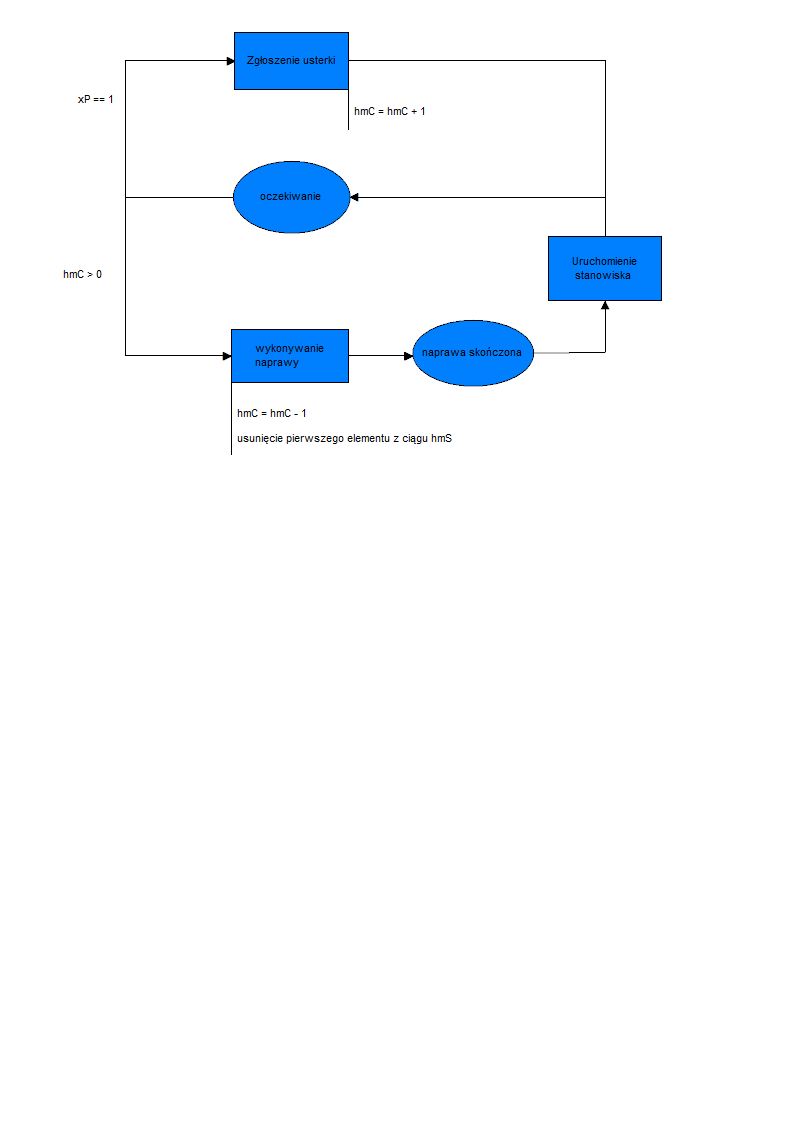 Zgłoszenie usterki
xP == 1
hmC = hmC + 1
oczekiwanie
Uruchomienie
stanowiska
hmC > 0
wykonywanie
naprawy
naprawa skończona
hmC = hmC - 1
usunięcie pierwszego elementu z ciągu hmS